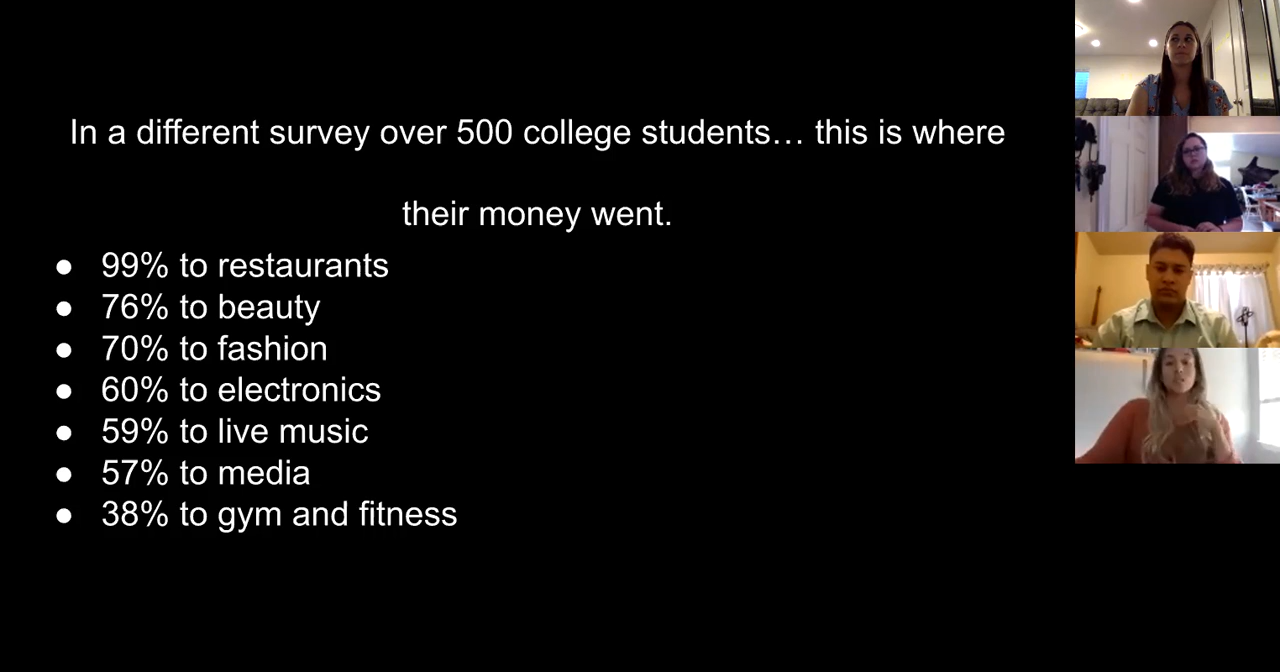 In a different survey over 500 college students… this is where
their money went.
● 99% to restaurants
● 76% to beauty
● 70% to fashion
● 60% to electronics
● 59% to live music
● 57% to media
● 38% to gym and fitness